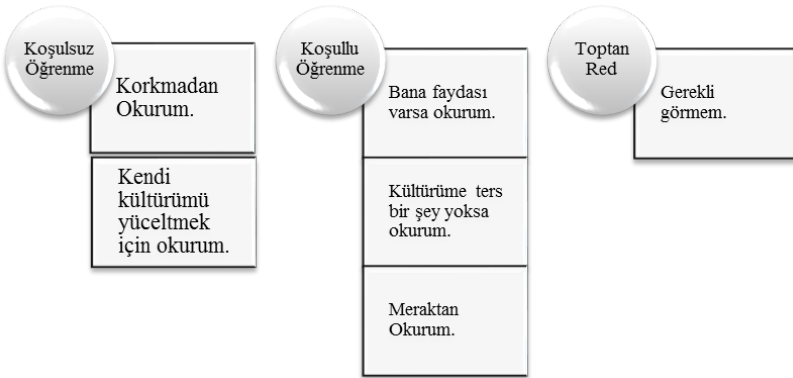 Koşulsuz
Öğrenme
Korkmadan
Okurum.
Kendi
kültürümü
yüceltmek
için okurum.
Koşullu
Öğrenme
Bana faydası
varsa okurum.
Kültürüme ters
bir şey yoksa
okurum.
Meraktan
Okurum.
Toptan
Red
Gerekli
görmem.